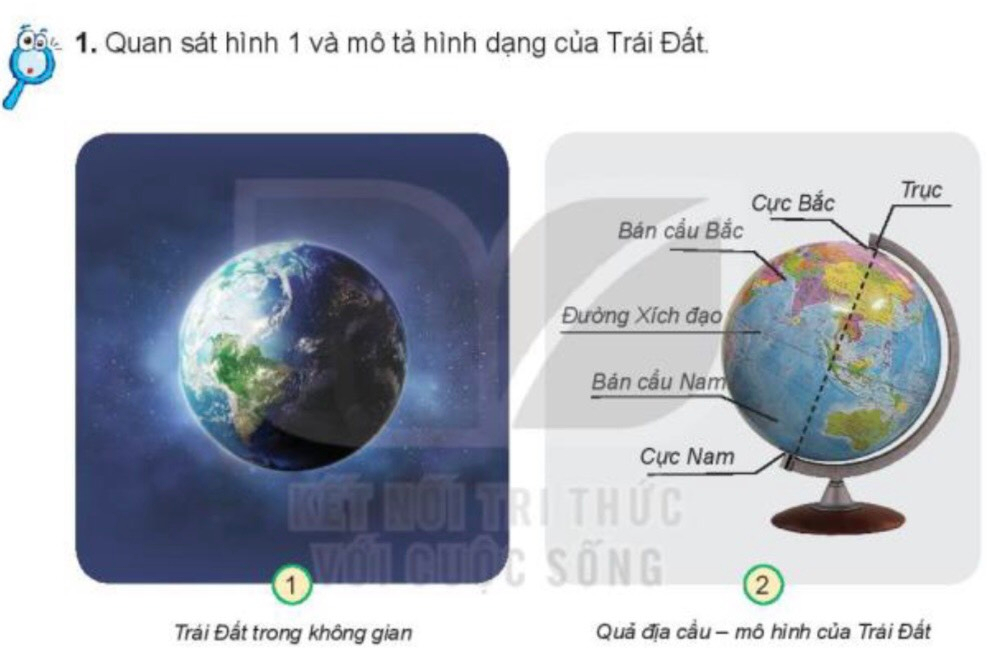 1. Quan sát hình 1 và mô tả hình dạng của Trái Đất.
Trục
Cực Bắc
Bán cầu Bắc
Đường Xích đạo
Bán cầu Nam
Cực Nam
KẾT NỐI TRI THỨC
VỚI CUỘC SỐNG
1
2
Trái Đất trong không gian
Quả địa cầu – mô hình của Trái Đất